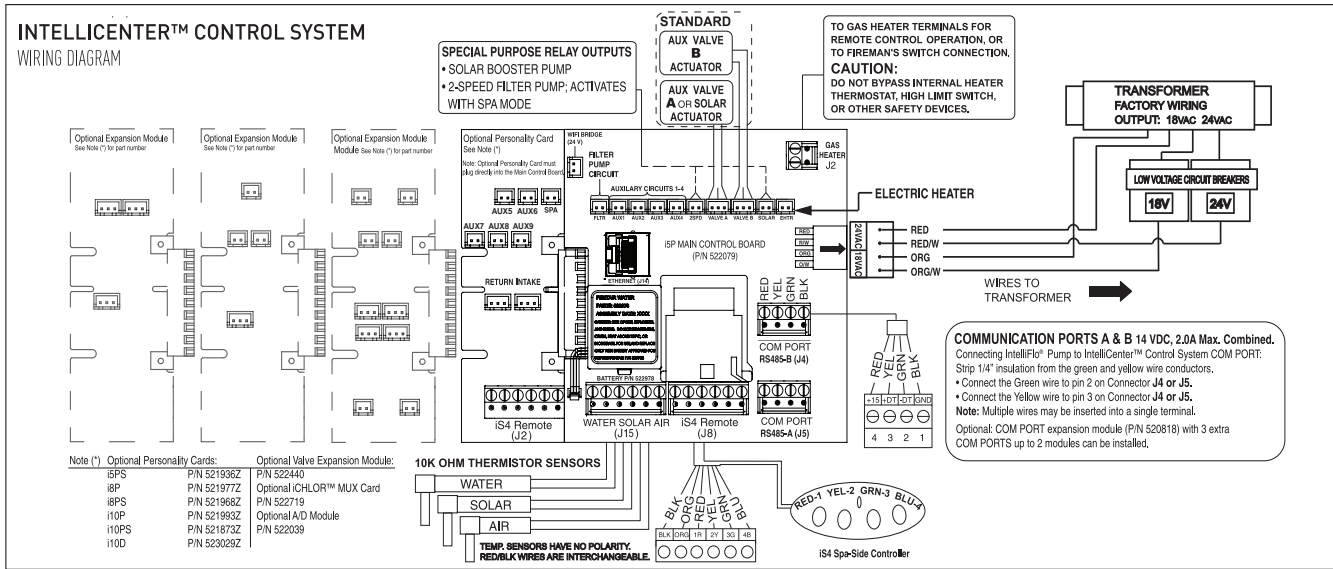 INTELLICENTER™ CONTROL SYSTEM
WIRING DIAGRAM
SPECIAL PURPOSE RELAY OUTPUTS
• SOLAR BOOSTER PUMP
• 2-SPEED FILTER PUMP; ACTIVATES
WITH SPA MODE
STANDARD
AUX VALVE
B
ACTUATOR
AUX VALVE
A OR SOLAR
ACTUATOR
TO GAS HEATER TERMINALS FOR
REMOTE CONTROL OPERATION, OR
TO FIREMAN'S SWITCH CONNECTION.
CAUTION:
DO NOT BYPASS INTERNAL HEATER
THERMOSTAT, HIGH LIMIT SWITCH,
OR OTHER SAFETY DEVICES.
TRANSFORMER
FACTORY WIRING
OUTPUT: 18VAC 24VAC
LOW VOLTAGE CIRCUIT BREAKERS
18V
24V
Optional Expansion Module
See Note (*) for part number
Optional Expansion Module
See Note (*) for part number
Optional Expansion Module
Module See Note (*) for part number
Optional Personality Card
See Note (*)
Note: Optional Personality Card must
plug directly into the Main Control Board.
WIFI BRIDGE
(24 V)
FILTER
PUMP
CIRCUIT
AUXILARY CIRCUITS 1-4
GAS
HEATER
J2
ELECTRIC HEATER
AUX5 AUX6 SPA
FLTR AUX1 AUX2 AUX3 AUX4 2SPD VALVE A VALVE B SOLAR EHTR
AUX7 AUX8 AUX9
i5P MAIN CONTROL BOARD
(P/N 522079)
RED
R/W
ORG
O/W
24VAC
18VAC
RED
RED/W
ORG
ORG/W
WIRES TO
TRANSFORMER
ETHERNET (J14)
RETURN INTAKE
PENTAIR WATER
BATTERY P/N 522978
RED
YEL
GRN
BLK
COM PORT
RS485-B (J4)
COM PORT
RS485-A (J5)
iS4 Remote
(J2)
WATER SOLAR AIR
(J15)
iS4 Remote
(J8)
RED
YEL
GRN
BLK
+15 +DT -DT GND
4 3 2 1
COMMUNICATION PORTS A & B 14 VDC, 2.0A Max. Combined.
Connecting IntelliFlo® Pump to IntelliCenter™ Control System COM PORT:
Strip 1/4" insulation from the green and yellow wire conductors.
• Connect the Green wire to pin 2 on Connector J4 or J5.
• Connect the Yellow wire to pin 3 on Connector J4 or J5.
Note: Multiple wires may be inserted into a single terminal.
Optional: COM PORT expansion module (P/N 520818) with 3 extra
COM PORTS up to 2 modules can be installed.
Note (*) Optional Personality Cards: Optional Valve Expansion Module:
i5PS P/N 521936Z P/N 522440
i8P P/N 521977Z Optional iCHLOR™ MUX Card
i8PS P/N 521968Z P/N 522719
i10P P/N 521993Z Optional A/D Module
i10PS P/N 521873Z P/N 522039
i10D P/N 523029Z
10K OHM THERMISTOR SENSORS
WATER
SOLAR
AIR
TEMP. SENSORS HAVE NO POLARITY.
RED/BLK WIRES ARE INTERCHANGEABLE.
BLK
ORG
RED
YEL
GRN
BLU
BLK ORG 1R 2Y 3G 4B
RED-1 YEL-2 GRN-3 BLU-4
iS4 Spa-Side Controller